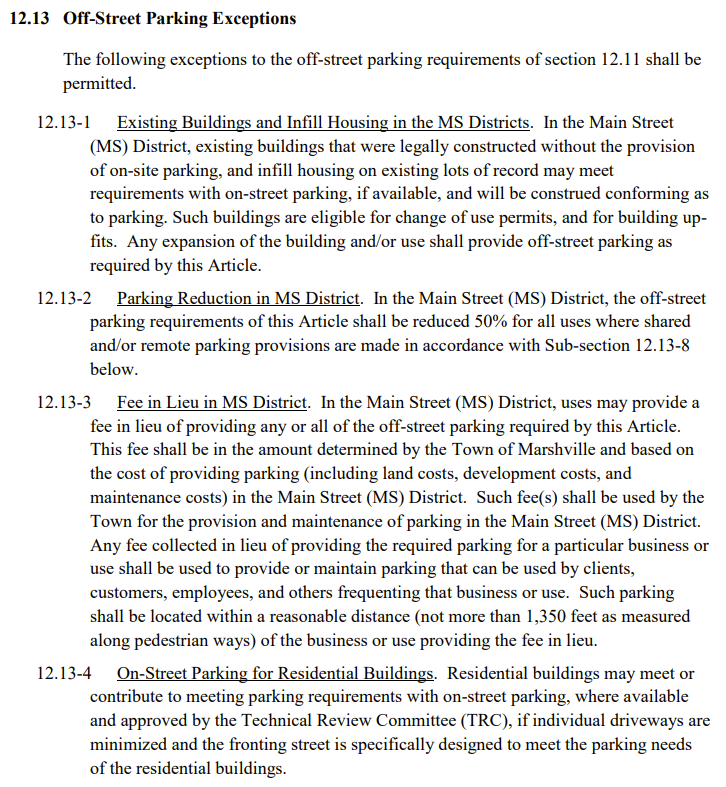 12.13 Off-Street Parking Exceptions
The following exceptions to the off-street parking requirements of section 12.11 shall be
permitted.
12.13-1 Existing Buildings and Infill Housing in the MS Districts. In the Main Street
(MS) District, existing buildings that were legally constructed without the provision
of on-site parking, and infill housing on existing lots of record may meet
requirements with on-street parking, if available, and will be construed conforming as
to parking. Such buildings are eligible for change of use permits, and for building up-
fits. Any expansion of the building and/or use shall provide off-street parking as
required by this Article.
12.13-2 Parking Reduction in MS District. In the Main Street (MS) District, the off-street
parking requirements of this Article shall be reduced 50% for all uses where shared
and/or remote parking provisions are made in accordance with Sub-section 12.13-8
below.
12.13-3 Fee in Lieu in MS District. In the Main Street (MS) District, uses may provide a
fee in lieu of providing any or all of the off-street parking required by this Article.
This fee shall be in the amount determined by the Town of Marshville and based on
the cost of providing parking (including land costs, development costs, and
maintenance costs) in the Main Street (MS) District. Such fee(s) shall be used by the
Town for the provision and maintenance of parking in the Main Street (MS) District.
Any fee collected in lieu of providing the required parking for a particular business or
use shall be used to provide or maintain parking that can be used by clients,
customers, employees, and others frequenting that business or use. Such parking
shall be located within a reasonable distance (not more than 1,350 feet as measured
along pedestrian ways) of the business or use providing the fee in lieu.
12.13-4 On-Street Parking for Residential Buildings. Residential buildings may meet or
contribute to meeting parking requirements with on-street parking, where available
and approved by the Technical Review Committee (TRC), if individual driveways are
minimized and the fronting street is specifically designed to meet the parking needs
of the residential buildings.